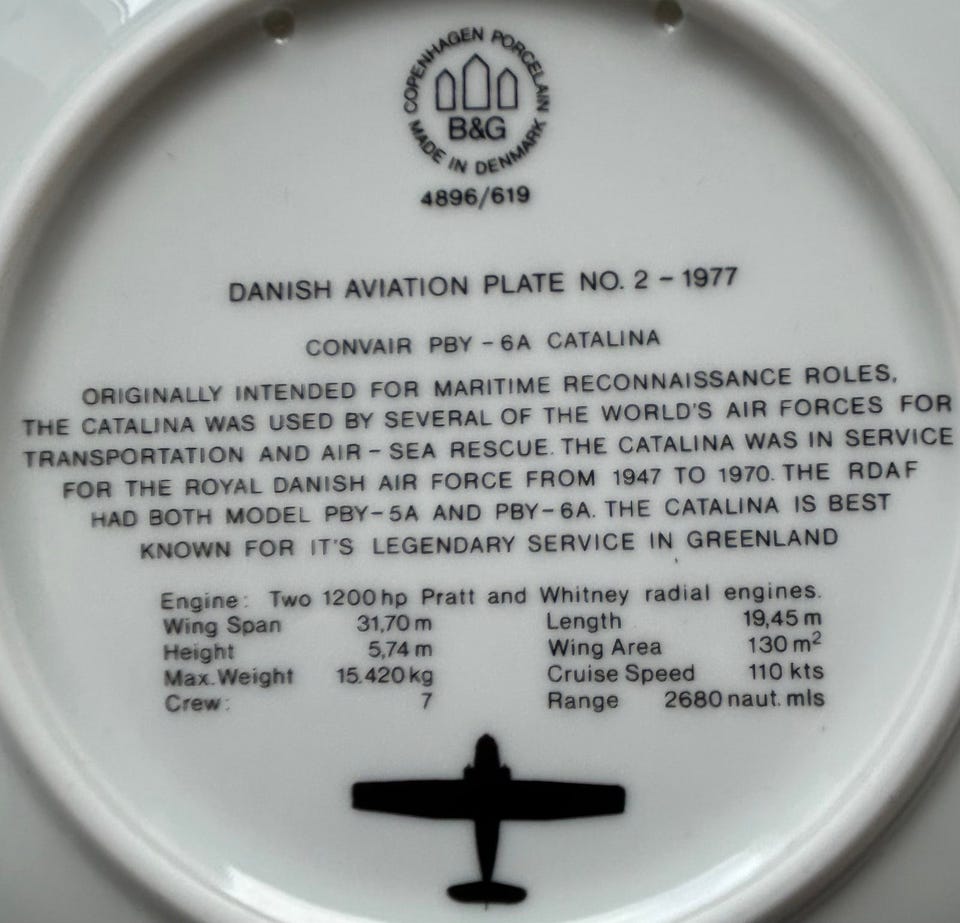 COPENHAGEN PORCELAIN
B&G
MADE IN DENMARK
4896/619
DANISH AVIATION PLATE NO. 2 – 1977
CONVAIR PBY – 6A CATALINA
ORIGINALLY INTENDED FOR MARITIME RECONNAISSANCE ROLES,
THE CATALINA WAS USED BY SEVERAL OF THE WORLD'S AIR FORCES FOR
TRANSPORTATION AND AIR – SEA RESCUE. THE CATALINA WAS IN SERVICE
FOR THE ROYAL DANISH AIR FORCE FROM 1947 TO 1970. THE RDAF
HAD BOTH MODEL PBY–5A AND PBY–6A. THE CATALINA IS BEST
KNOWN FOR IT'S LEGENDARY SERVICE IN GREENLAND
Engine: Two 1200 hp Pratt and Whitney radial engines.
Wing Span 31,70 m Length 19,45 m
Height 5,74 m Wing Area 130 m²
Max. Weight 15.420 kg Cruise Speed 110 kts
Crew: 7 Range 2680 naut. mls